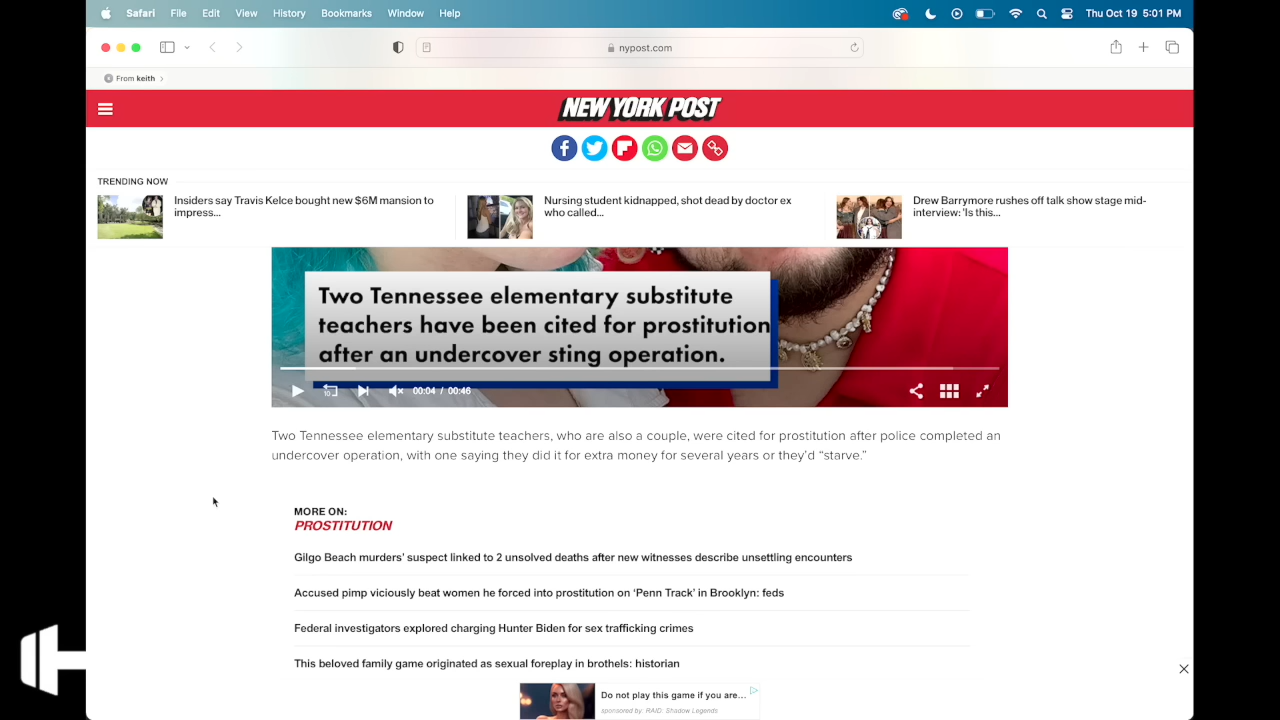 Safari File Edit View History Bookmarks Window Help Thu Oct 19 5:01 PM
nypost.com
From keith
NEW YORK POST
TRENDING NOW
Insiders say Travis Kelce bought new $6M mansion to
impress...
Nursing student kidnapped, shot dead by doctor ex
who called...
Drew Barrymore rushes off talk show stage mid-
interview: 'Is this...
Two Tennessee elementary substitute
teachers have been cited for prostitution
after an undercover sting operation.
10 00:04 / 00:46
Two Tennessee elementary substitute teachers, who are also a couple, were cited for prostitution after police completed an
undercover operation, with one saying they did it for extra money for several years or they’d “starve.”
MORE ON:
PROSTITUTION
Gilgo Beach murders’ suspect linked to 2 unsolved deaths after new witnesses describe unsettling encounters
Accused pimp viciously beat women he forced into prostitution on ‘Penn Track’ in Brooklyn: feds
Federal investigators explored charging Hunter Biden for sex trafficking crimes
This beloved family game originated as sexual foreplay in brothels: historian
Do not play this game if you are...
sponsored by: RAID: Shadow Legends